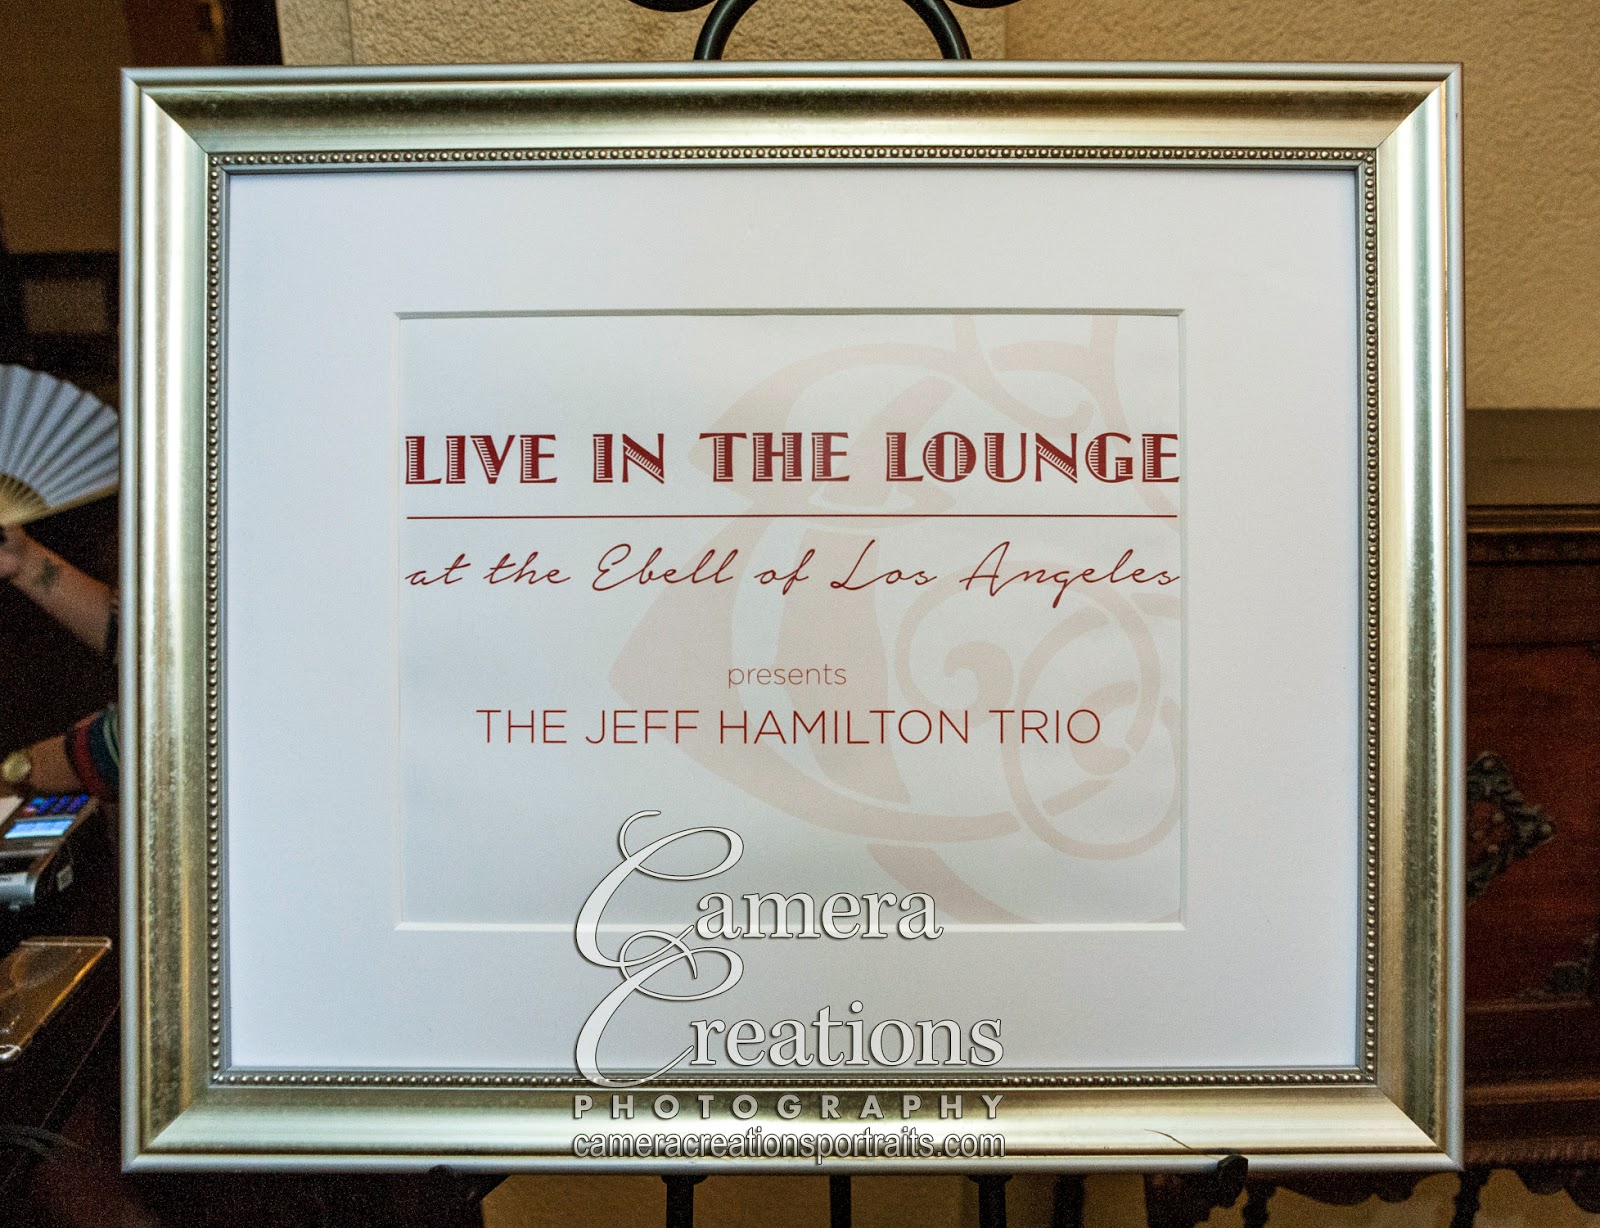 LIVE IN THE LOUNGE
at the Ebell of Los Angeles
presents
THE JEFF HAMILTON TRIO
Camera
Creations
PHOTOGRAPHY
cameracreationsportraits.com